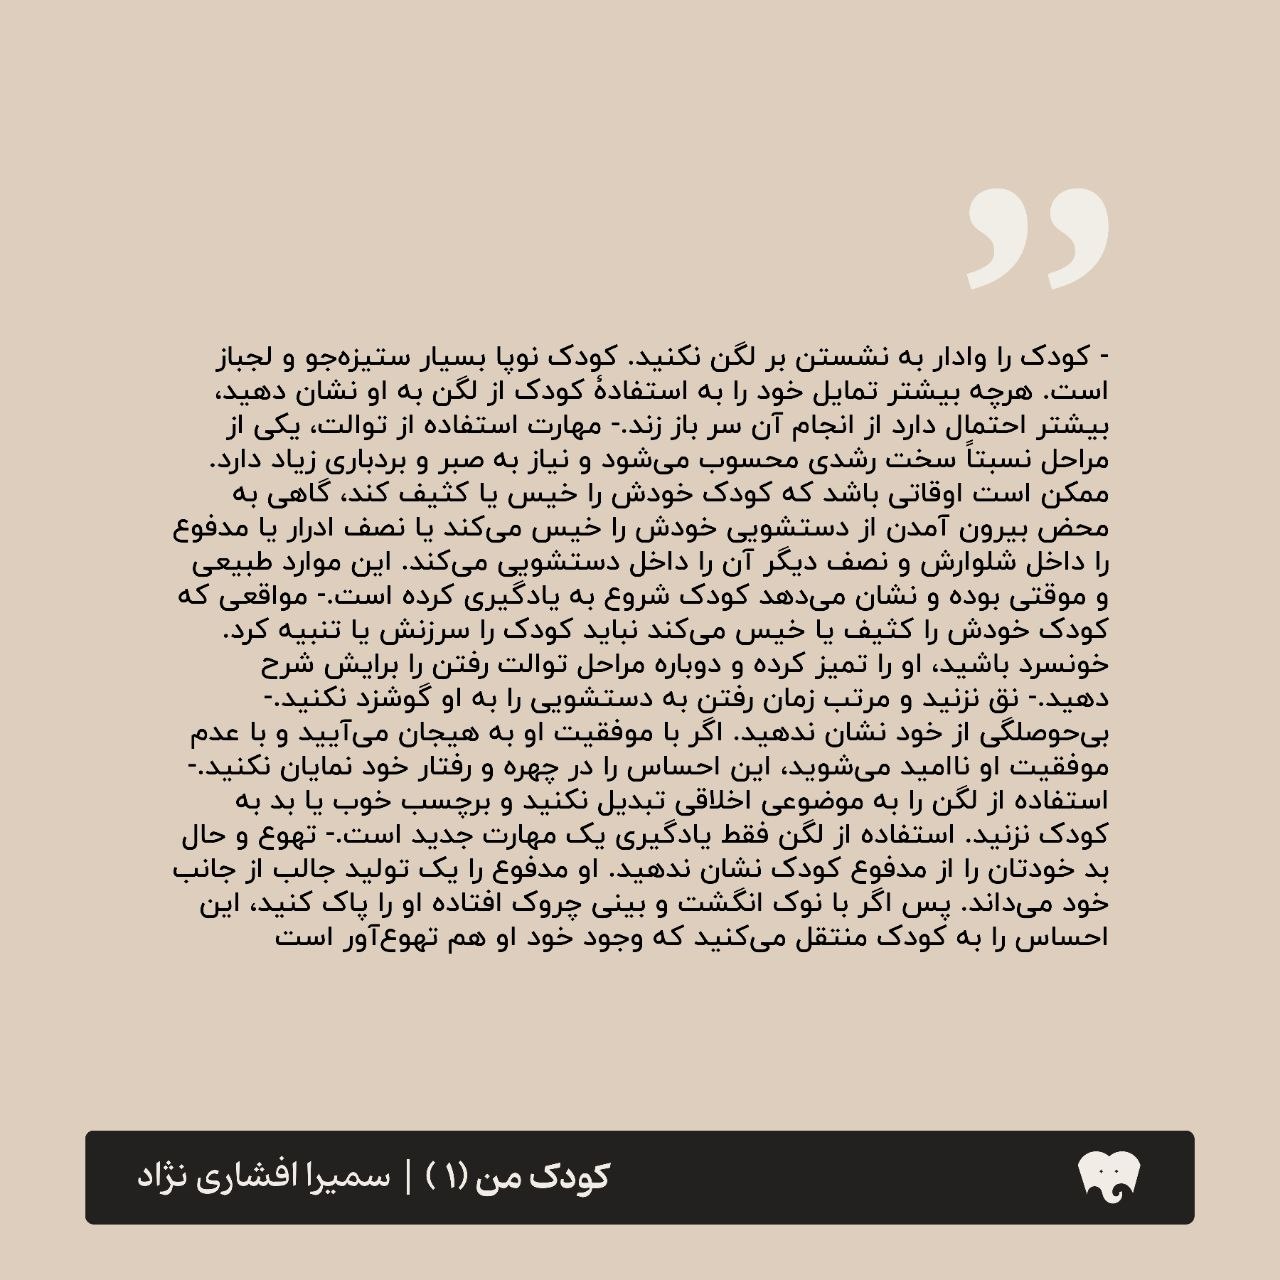 - کودک را وادار به نشستن بر لگن نکنید. کودک نوپا بسیار ستیزه‌جو و لجباز
است. هرچه بیشتر تمایل خود را به استفادهٔ کودک از لگن به او نشان دهید،
بیشتر احتمال دارد از انجام آن سر باز زند.- مهارت استفاده از توالت، یکی از
مراحل نسبتاً سخت رشدی محسوب می‌شود و نیاز به صبر و بردباری زیاد دارد.
ممکن است اوقاتی باشد که کودک خودش را خیس یا کثیف کند، گاهی به
محض بیرون آمدن از دستشویی خودش را خیس می‌کند یا نصف ادرار یا مدفوع
را داخل شلوارش و نصف دیگر آن را داخل دستشویی می‌کند. این موارد طبیعی
و موقتی بوده و نشان می‌دهد کودک شروع به یادگیری کرده است.- مواقعی که
کودک خودش را کثیف یا خیس می‌کند نباید کودک را سرزنش یا تنبیه کرد.
خونسرد باشید، او را تمیز کرده و دوباره مراحل توالت رفتن را برایش شرح
دهید.- نق نزنید و مرتب زمان رفتن به دستشویی را به او گوشزد نکنید.-
بی‌حوصلگی از خود نشان ندهید. اگر با موفقیت او به هیجان می‌آیید و با عدم
موفقیت او ناامید می‌شوید، این احساس را در چهره و رفتار خود نمایان نکنید.-
استفاده از لگن را به موضوعی اخلاقی تبدیل نکنید و برچسب خوب یا بد به
کودک نزنید. استفاده از لگن فقط یادگیری یک مهارت جدید است.- تهوع و حال
بد خودتان را از مدفوع کودک نشان ندهید. او مدفوع را یک تولید جالب از جانب
خود می‌داند. پس اگر با نوک انگشت و بینی چروک افتاده او را پاک کنید، این
احساس را به کودک منتقل می‌کنید که وجود خود او هم تهوع‌آور است
کودک من (۱) | سمیرا افشاری نژاد